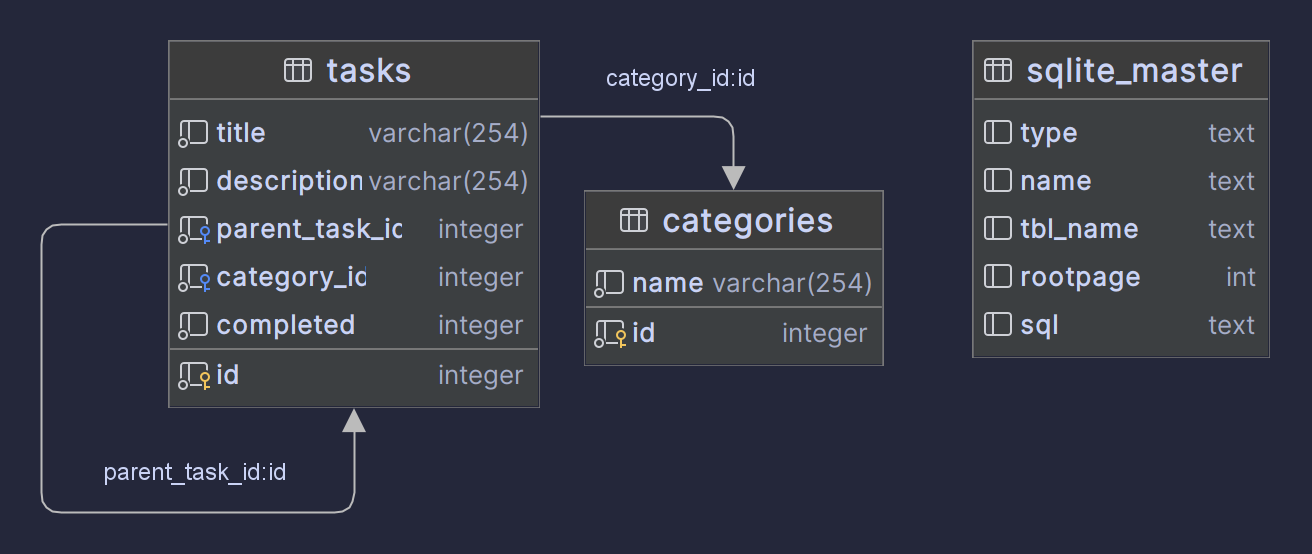 tasks
title varchar(254)
description varchar(254)
parent_task_ic integer
category_ic integer
completed integer
id integer
parent_task_id:id
category_id:id
categories
name varchar(254)
id integer
sqlite_master
type text
name text
tbl_name text
rootpage int
sql text